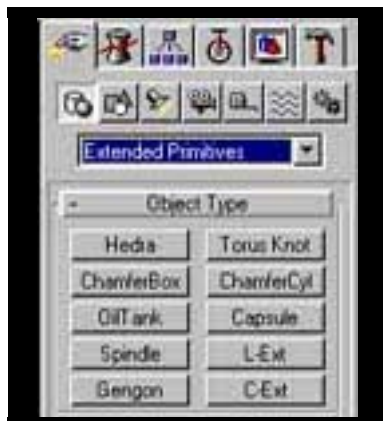 Extended Primitives
- Object Type
Hedra Torus Knot
ChamferBox ChamferCyl
OilTank Capsule
Spindle L-Ext
Gengon C-Ext